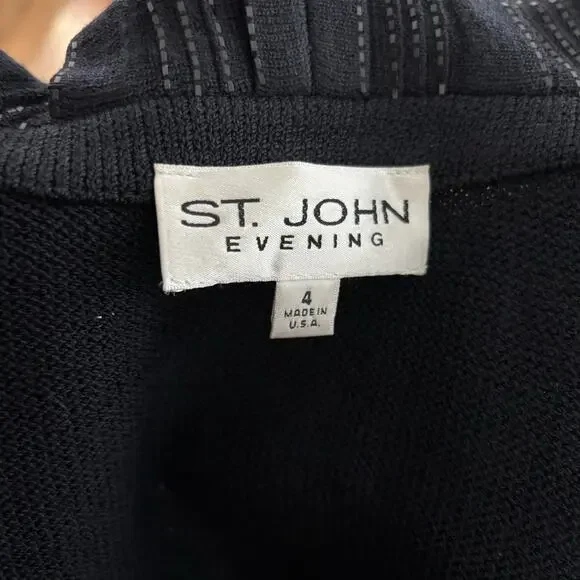 ST. JOHN
EVENING
4
MADE IN
U.S.A.